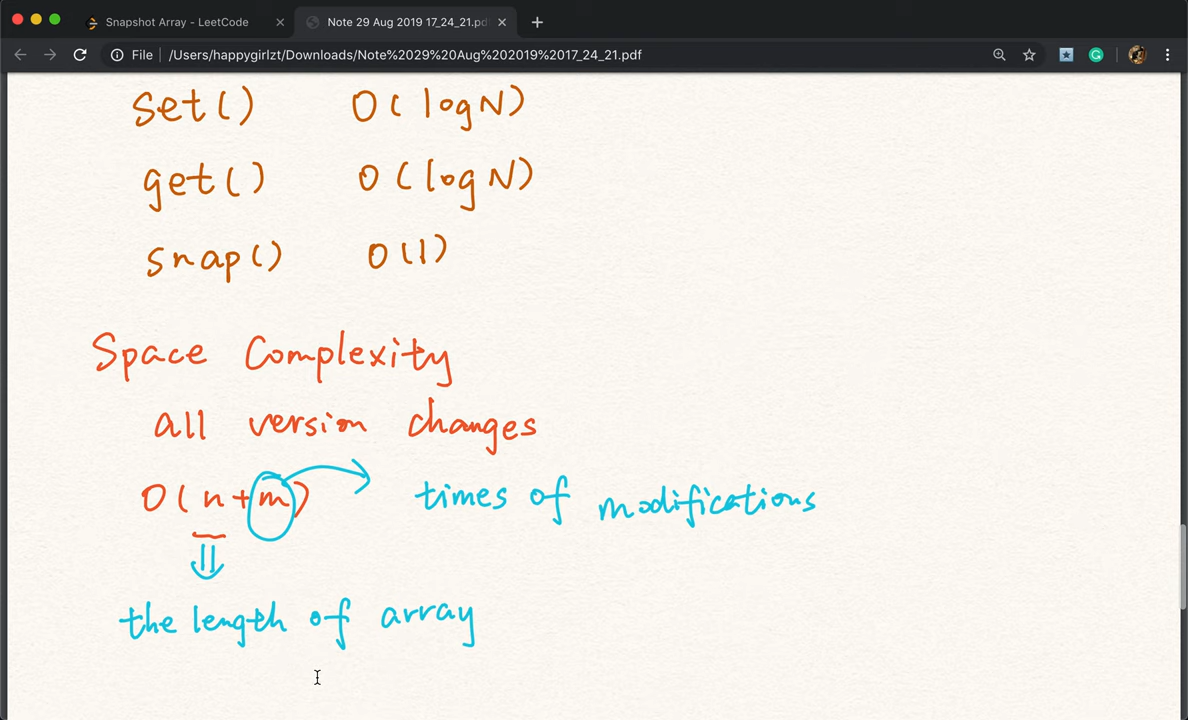 Snapshot Array - LeetCode
Note 29 Aug 2019 17_24_21.pd
File /Users/happygirlzt/Downloads/Note%2029%20Aug%202019%2017_24_21.pdf
set() O(logN)
get() O(logN)
snap() O(1)
Space Complexity
all version changes
O(n+m) times of modifications
the length of array